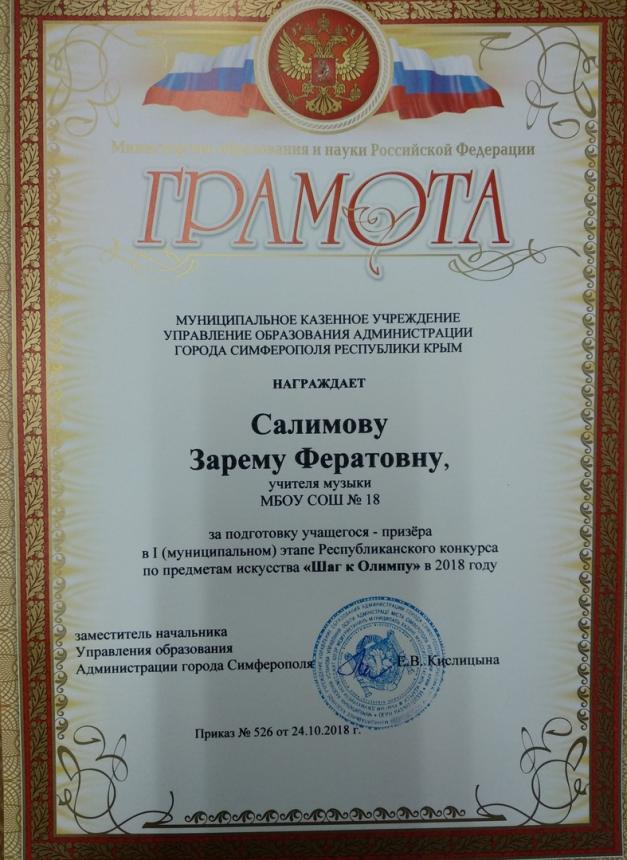 Министерство образования и науки Российской Федерации
ГРАМОТА
МУНИЦИПАЛЬНОЕ КАЗЕННОЕ УЧРЕЖДЕНИЕ
УПРАВЛЕНИЕ ОБРАЗОВАНИЯ АДМИНИСТРАЦИИ
ГОРОДА СИМФЕРОПОЛЯ РЕСПУБЛИКИ КРЫМ
НАГРАЖДАЕТ
Салимову
Зарему Фератовну,
учителя музыки
МБОУ СОШ № 18
за подготовку учащегося - призёра
в I (муниципальном) этапе Республиканского конкурса
по предметам искусства «Шаг к Олимпу» в 2018 году
заместитель начальника
Управления образования
Администрации города Симферополя Е.В. Кислицына
Приказ № 526 от 24.10.2018 г.